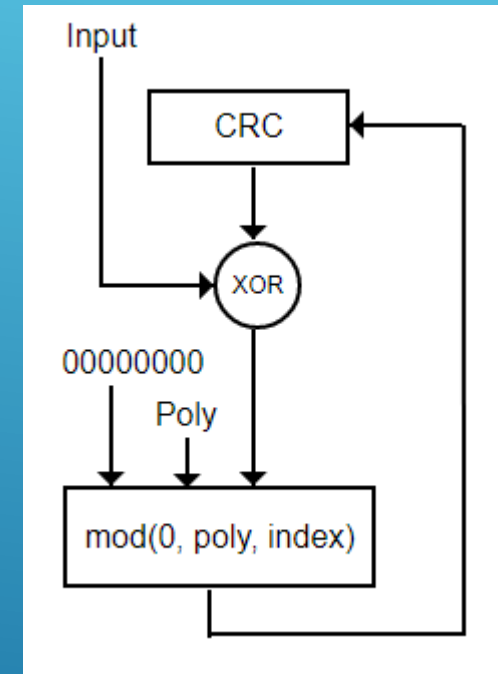 Input
CRC
XOR
00000000
Poly
mod(0, poly, index)